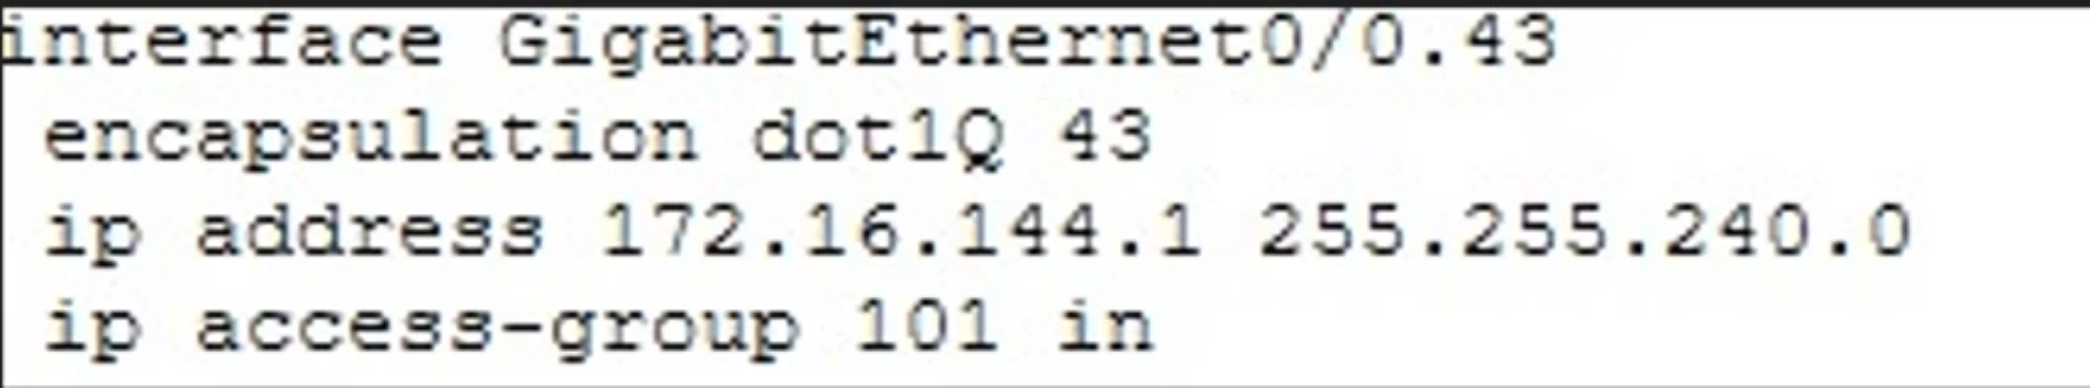 interface GigabitEthernet0/0.43
encapsulation dot1Q 43
ip address 172.16.144.1 255.255.240.0
ip access-group 101 in